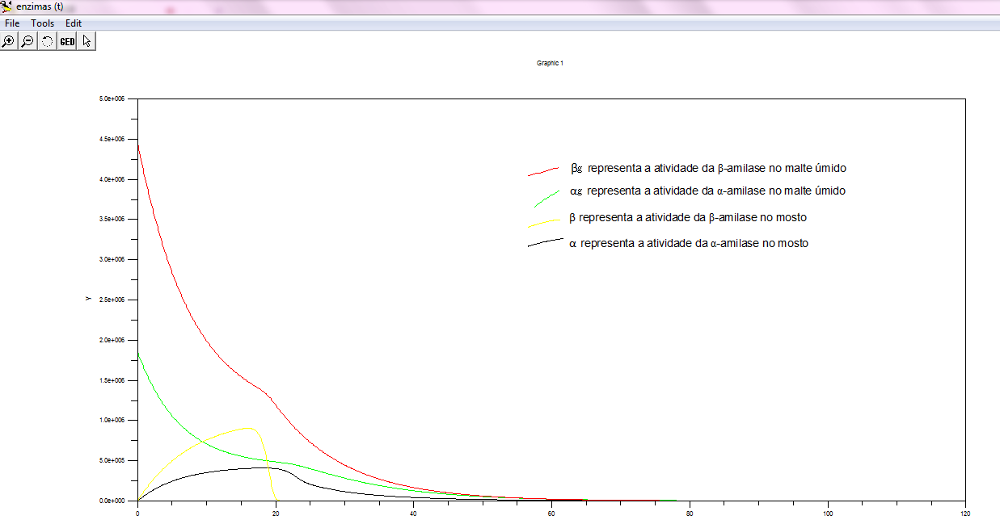 enzimas (t)
File Tools Edit
GED
Graphic 1
5.0e+006
4.5e+006
4.0e+006
3.5e+006
3.0e+006
2.5e+006
2.0e+006
1.5e+006
1.0e+006
5.0e+005
0.0e+000
Y
βg representa a atividade da β-amilase no malte úmido
αg representa a atividade da α-amilase no malte úmido
β representa a atividade da β-amilase no mosto
α representa a atividade da α-amilase no mosto
0 20 40 60 80 100 120